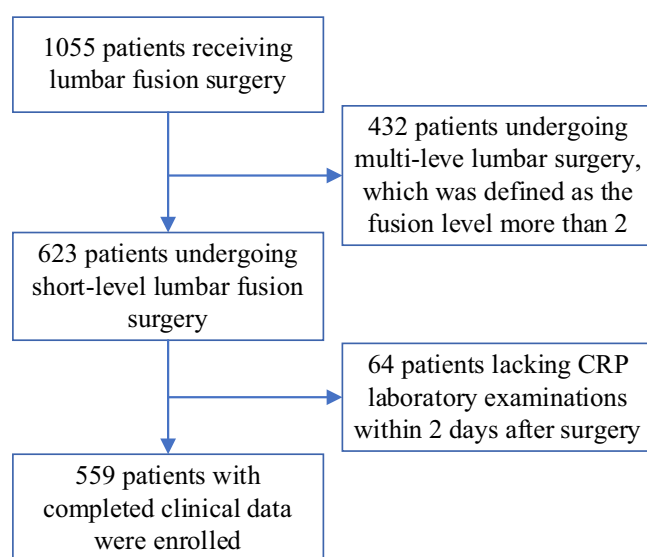 1055 patients receiving
lumbar fusion surgery
432 patients undergoing
multi-leve lumbar surgery,
which was defined as the
fusion level more than 2
623 patients undergoing
short-level lumbar fusion
surgery
64 patients lacking CRP
laboratory examinations
within 2 days after surgery
559 patients with
completed clinical data
were enrolled